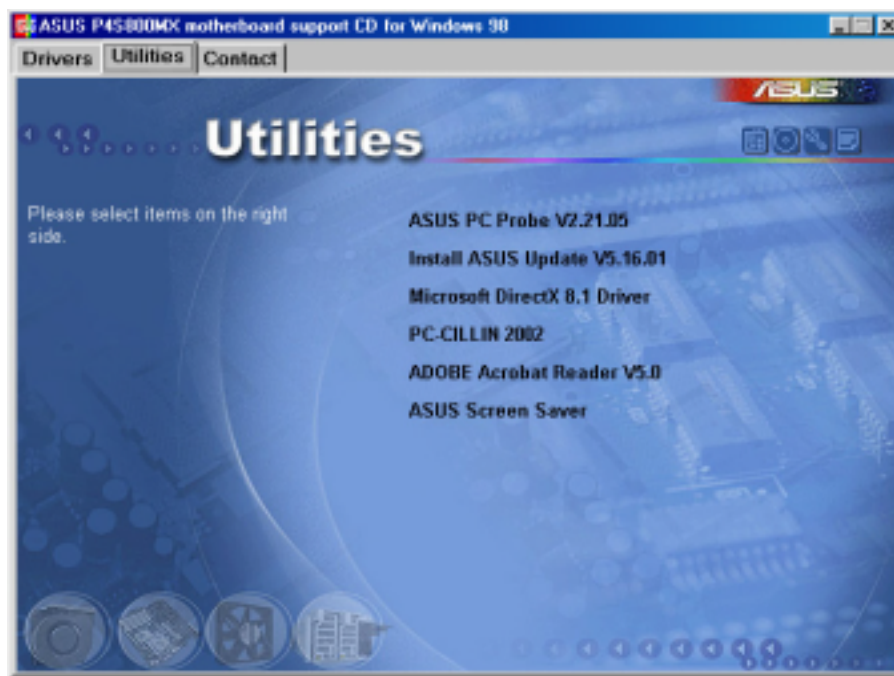 ASUS P4S800MX motherboard support CD for Windows 98
Drivers
Utilities
Contact
ASUS
Utilities
Please select items on the right
side.
ASUS PC Probe V2.21.05
Install ASUS Update V5.16.01
Microsoft DirectX 8.1 Driver
PC-CILLIN 2002
ADOBE Acrobat Reader V5.0
ASUS Screen Saver